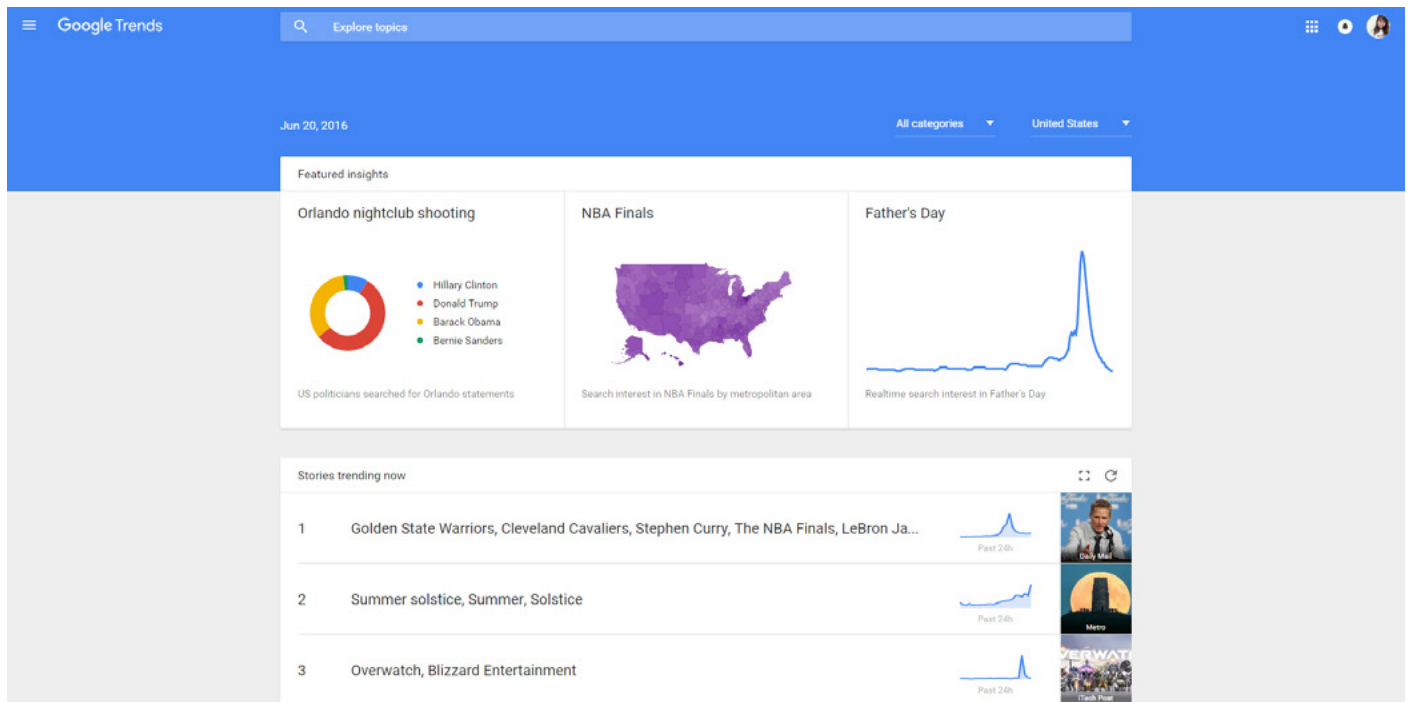 Google Trends
Explore topics
Jun 20, 2016
All categories
United States
Featured insights
Orlando nightclub shooting
Hillary Clinton
Donald Trump
Barack Obama
Bernie Sanders
US politicians searched for Orlando statements
NBA Finals
Search interest in NBA Finals by metropolitan area
Father's Day
Realtime search interest in Father's Day
Stories trending now
1
Golden State Warriors, Cleveland Cavaliers, Stephen Curry, The NBA Finals, LeBron Ja...
Past 24h
Daily Mail
2
Summer solstice, Summer, Solstice
Past 24h
Metro
3
Overwatch, Blizzard Entertainment
Past 24h
iTech Post